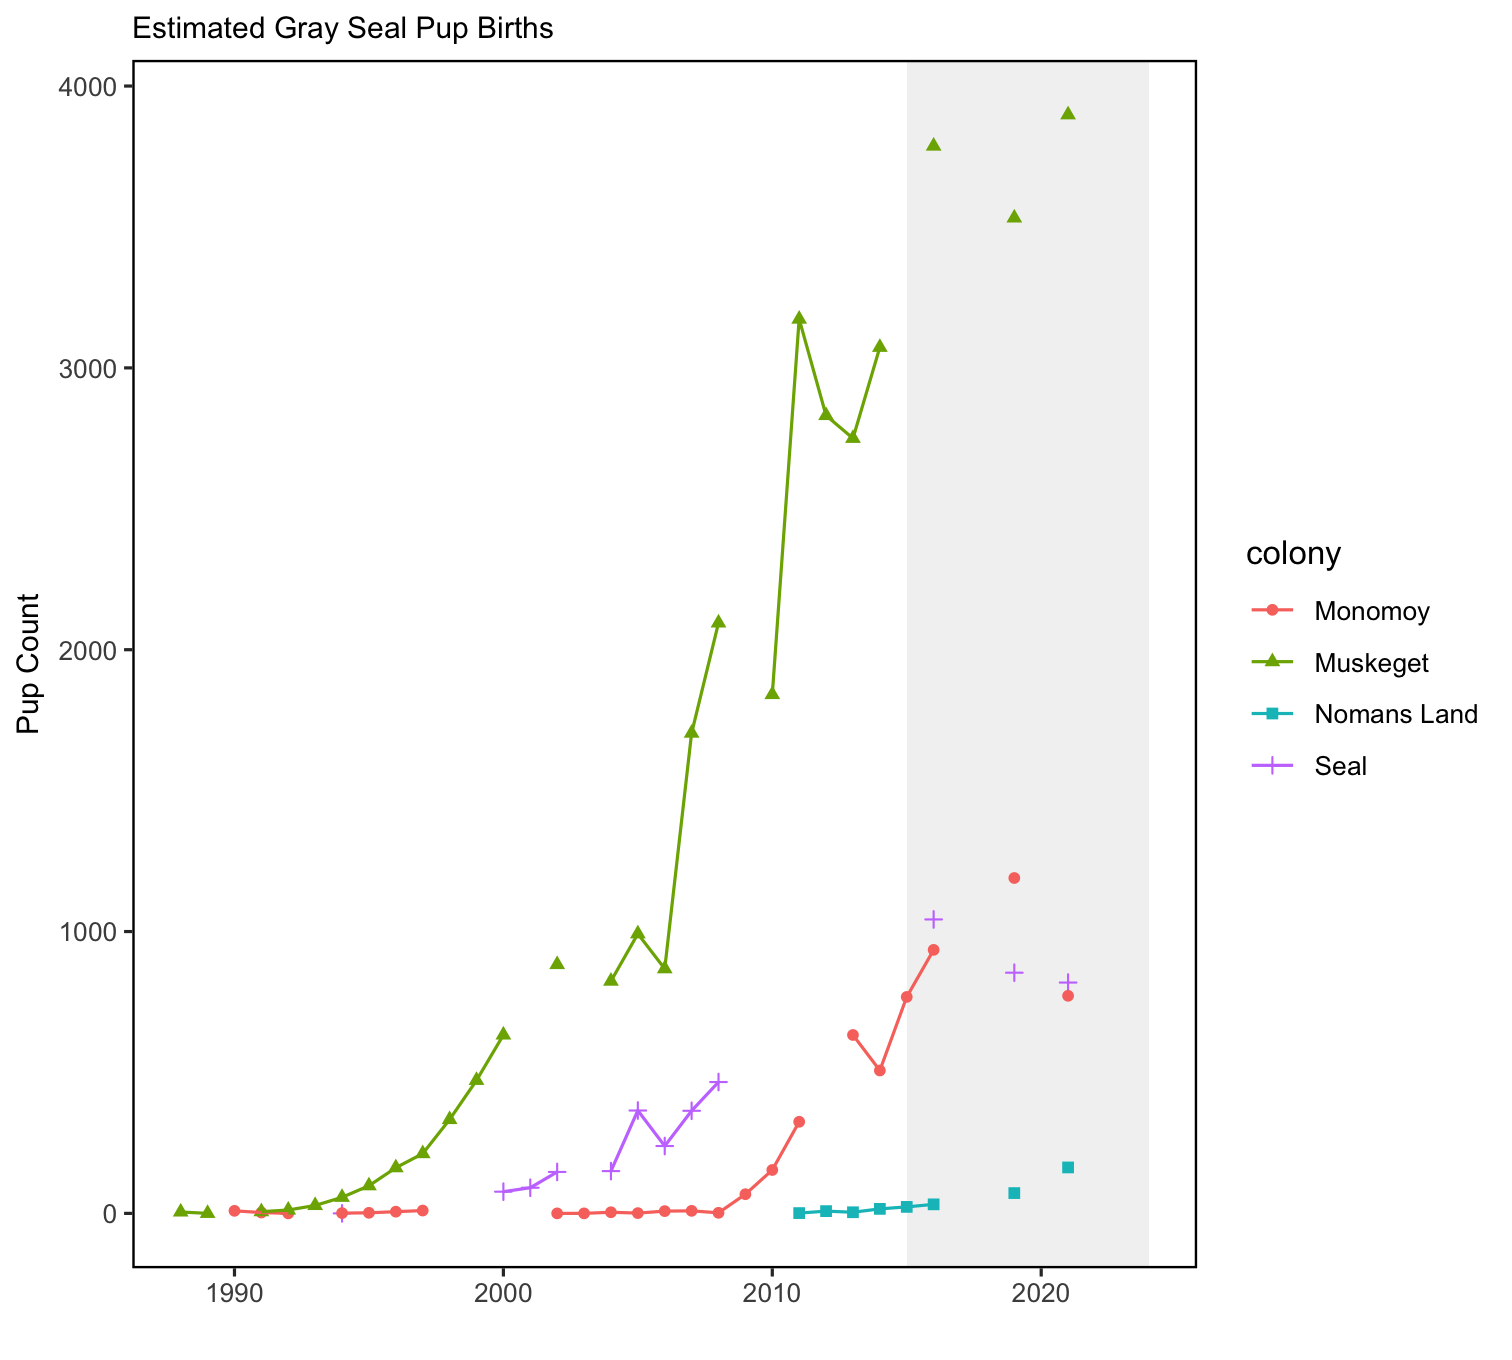 Estimated Gray Seal Pup Births
4000
3000
2000
1000
0
Pup Count
1990
2000
2010
2020
colony
Monomoy
Muskeget
Nomans Land
Seal